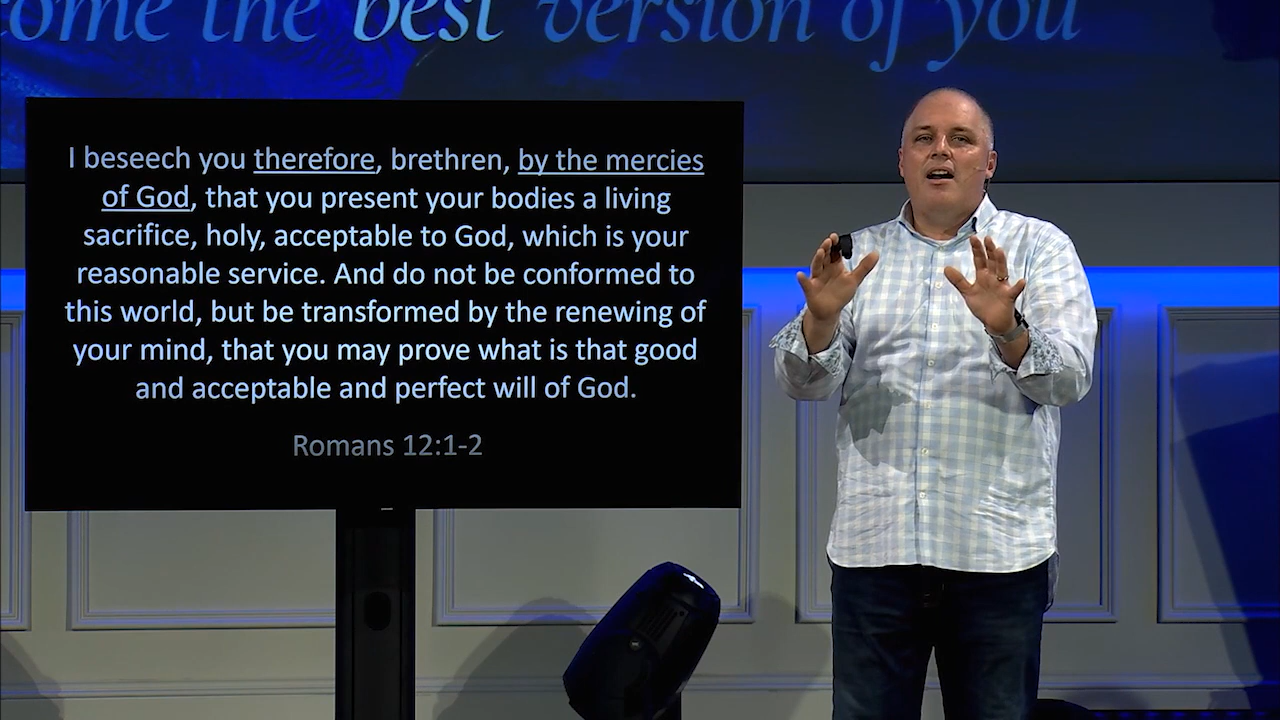 ome the best version of you
I beseech you therefore, brethren, by the mercies
of God, that you present your bodies a living
sacrifice, holy, acceptable to God, which is your
reasonable service. And do not be conformed to
this world, but be transformed by the renewing of
your mind, that you may prove what is that good
and acceptable and perfect will of God.
Romans 12:1-2